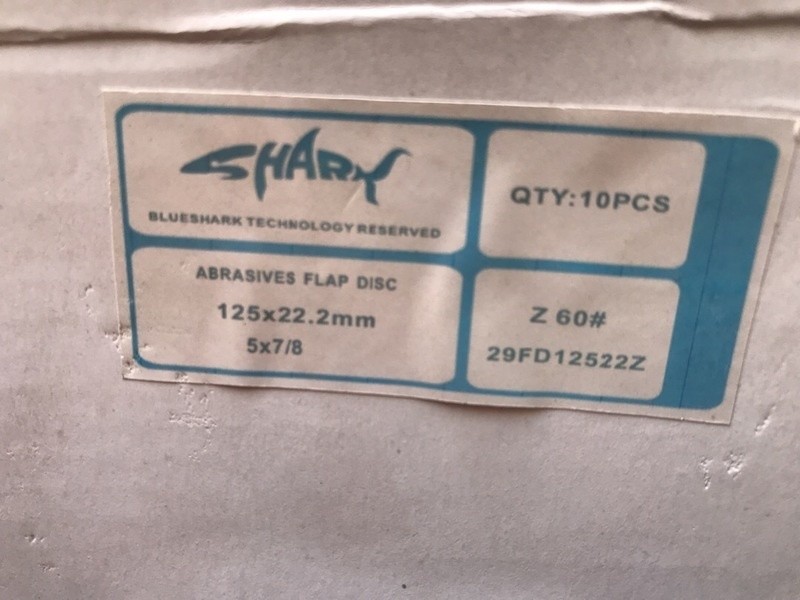 SHARK
BLUESHARK TECHNOLOGY RESERVED
QTY:10PCS
ABRASIVES FLAP DISC
125x22.2mm
5x7/8
Z 60#
29FD12522Z